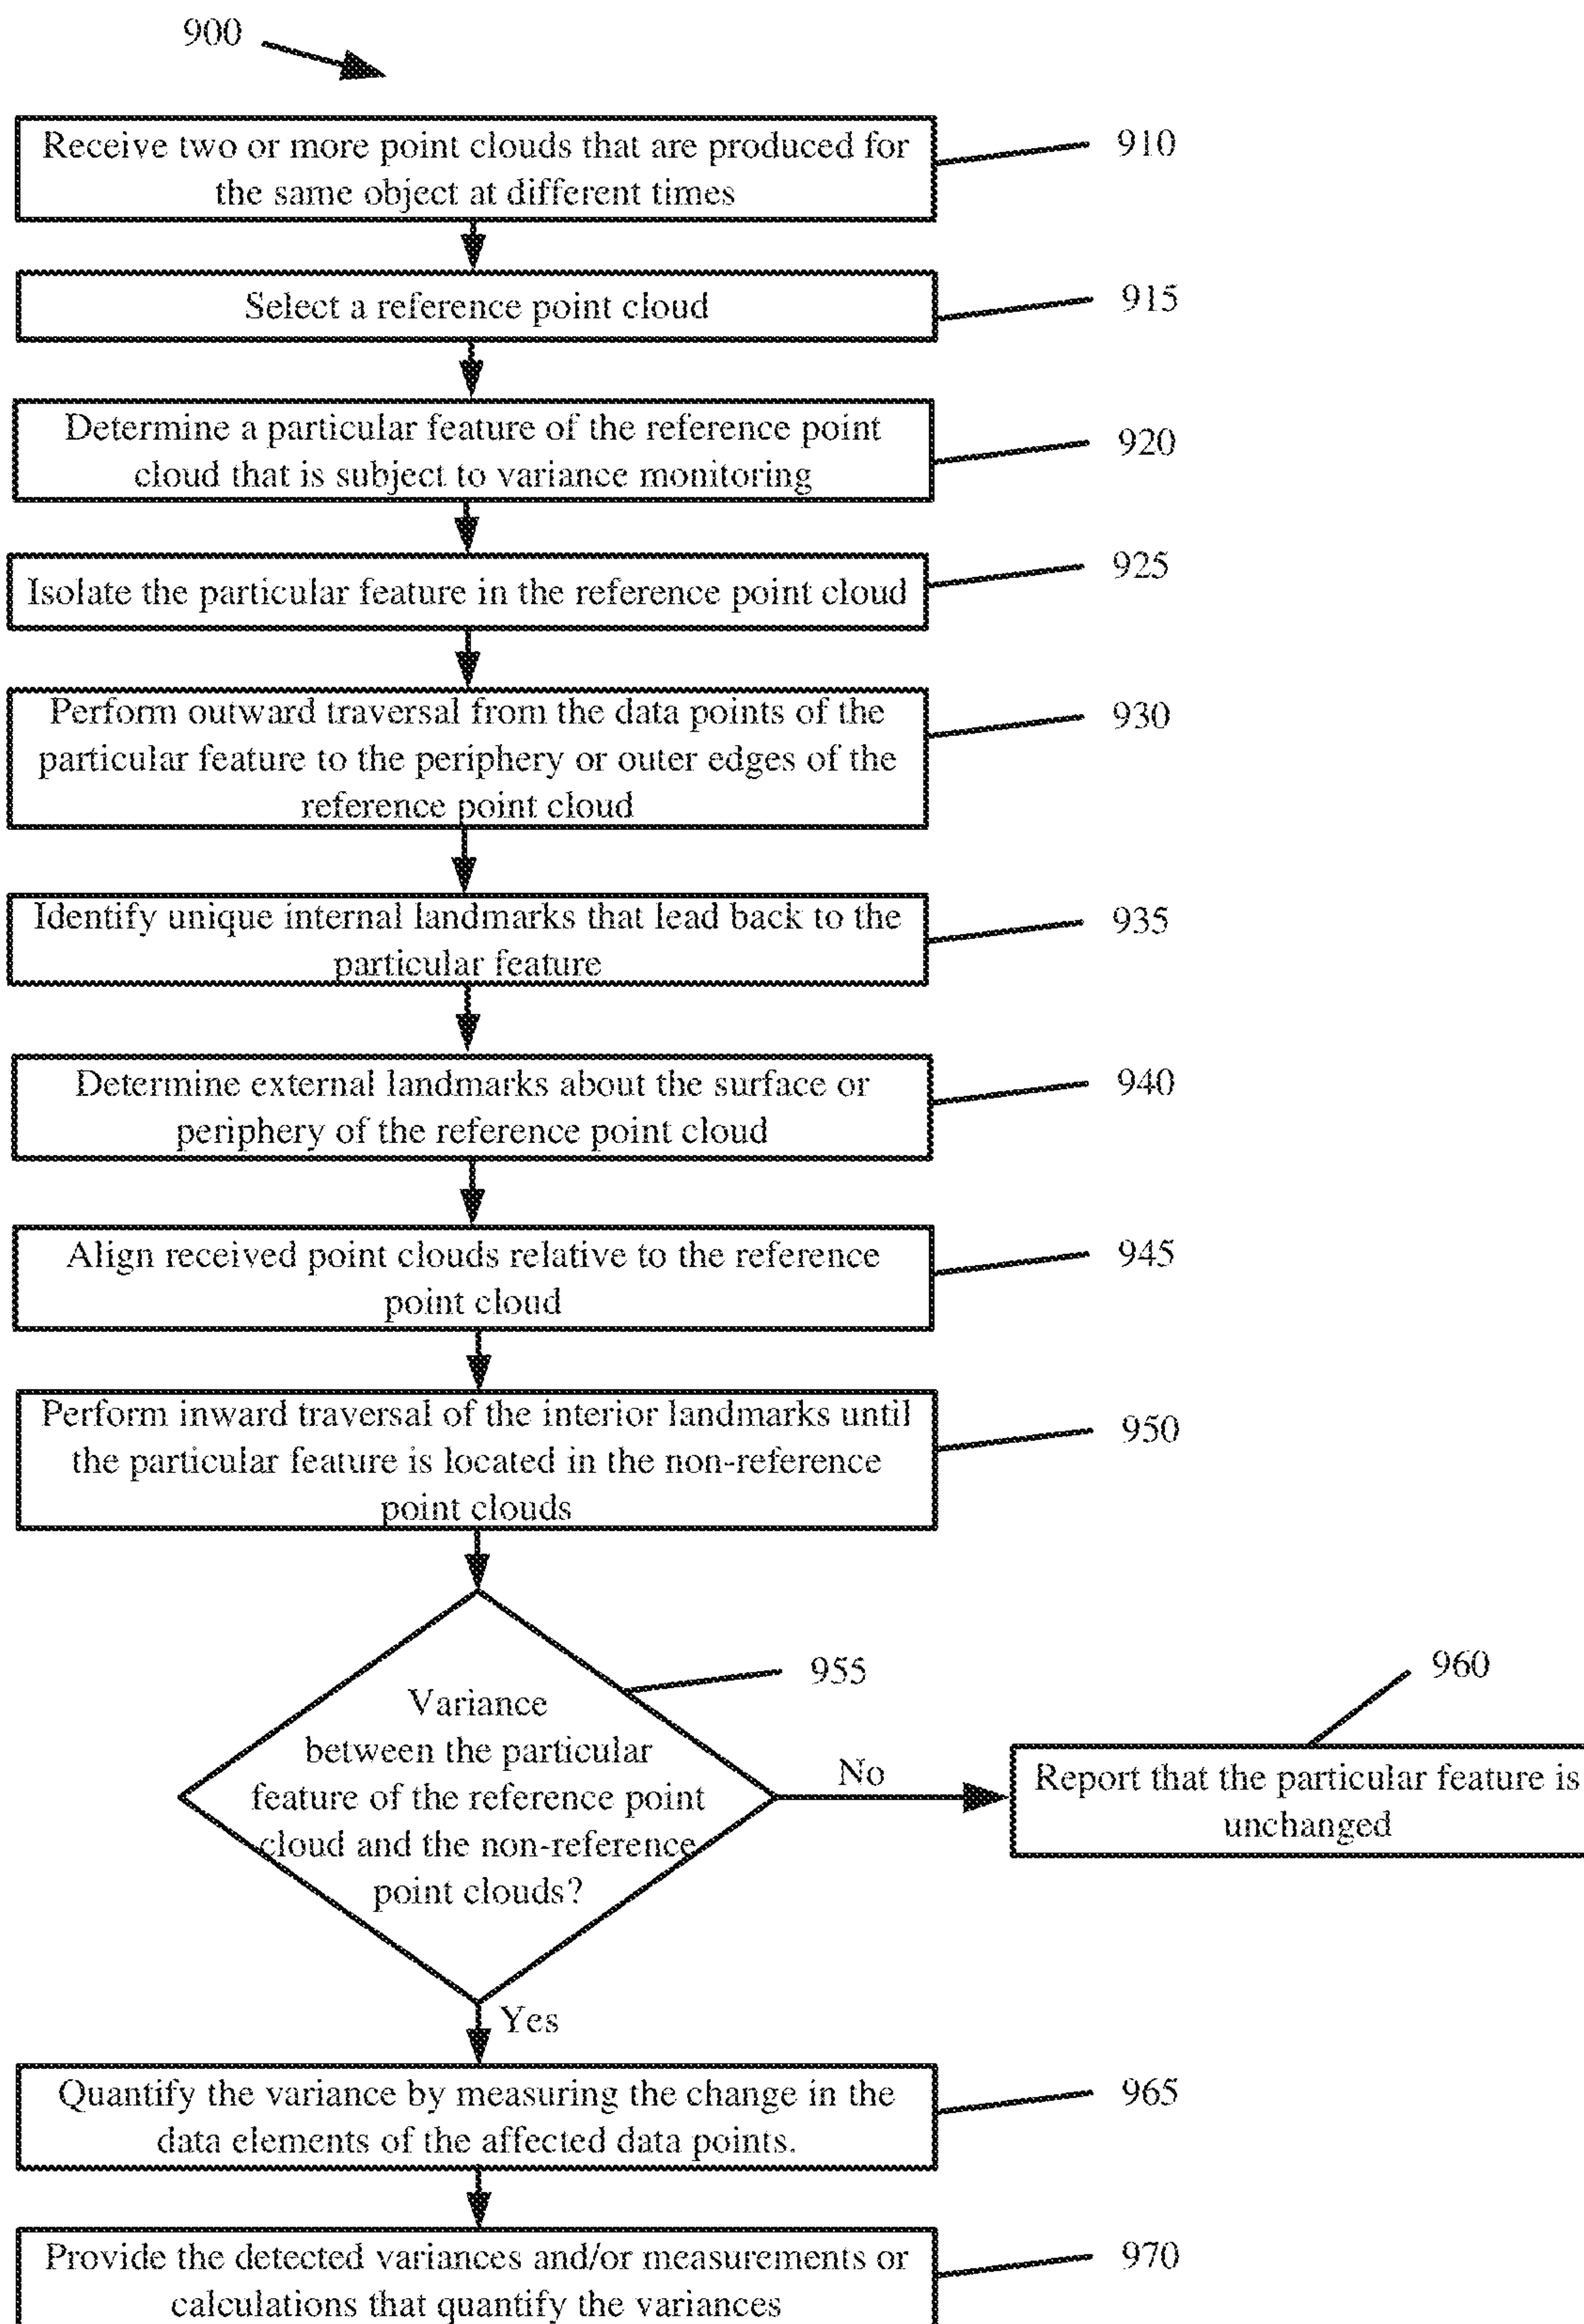 900
Receive two or more point clouds that are produced for
the same object at different times
910
Select a reference point cloud
915
Determine a particular feature of the reference point
cloud that is subject to variance monitoring
920
Isolate the particular feature in the reference point cloud
925
Perform outward traversal from the data points of the
particular feature to the periphery or outer edges of the
reference point cloud
930
Identify unique internal landmarks that lead back to the
particular feature
935
Determine external landmarks about the surface or
periphery of the reference point cloud
940
Align received point clouds relative to the reference
point cloud
945
Perform inward traversal of the interior landmarks until
the particular feature is located in the non-reference
point clouds
950
Variance
between the particular
feature of the reference point
cloud and the non-reference
point clouds?
955
No
960
Report that the particular feature is
unchanged
Yes
Quantify the variance by measuring the change in the
data elements of the affected data points.
965
Provide the detected variances and/or measurements or
calculations that quantify the variances
970